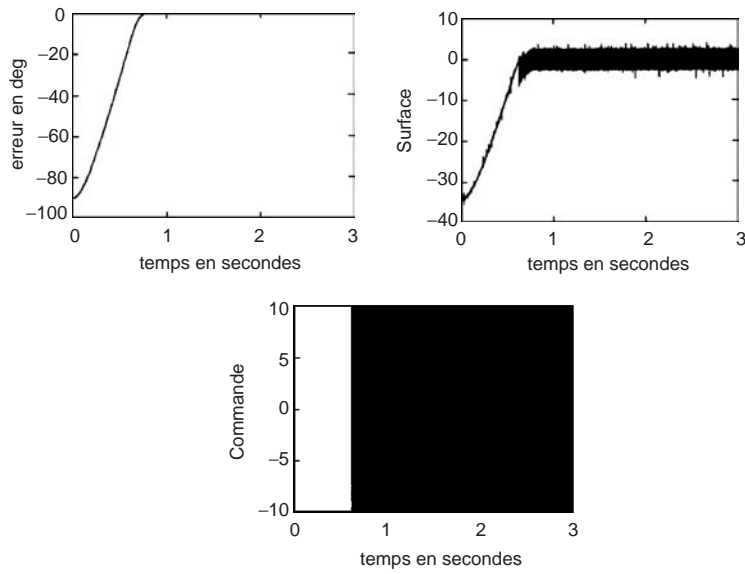 erreur en deg
0
–20
–40
–60
–80
–100
0 1 2 3
temps en secondes
Surface
10
0
–10
–20
–30
–40
0 1 2 3
temps en secondes
Commande
10
5
0
–5
–10
0 1 2 3
temps en secondes